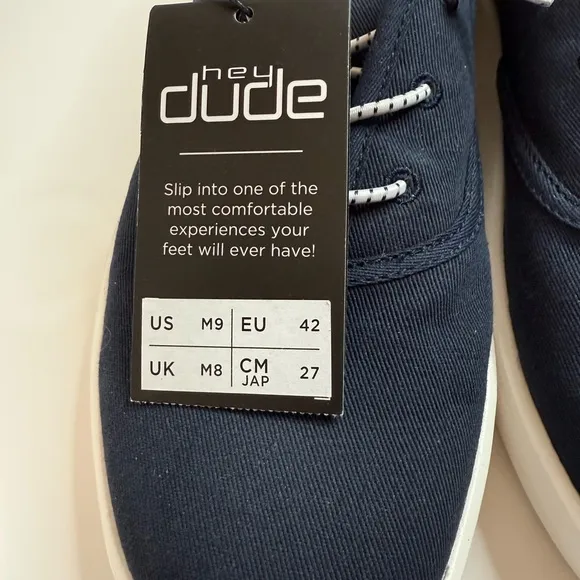 hey
dude
Slip into one of the
most comfortable
experiences your
feet will ever have!
US M9 EU 42
UK M8 CM JAP 27